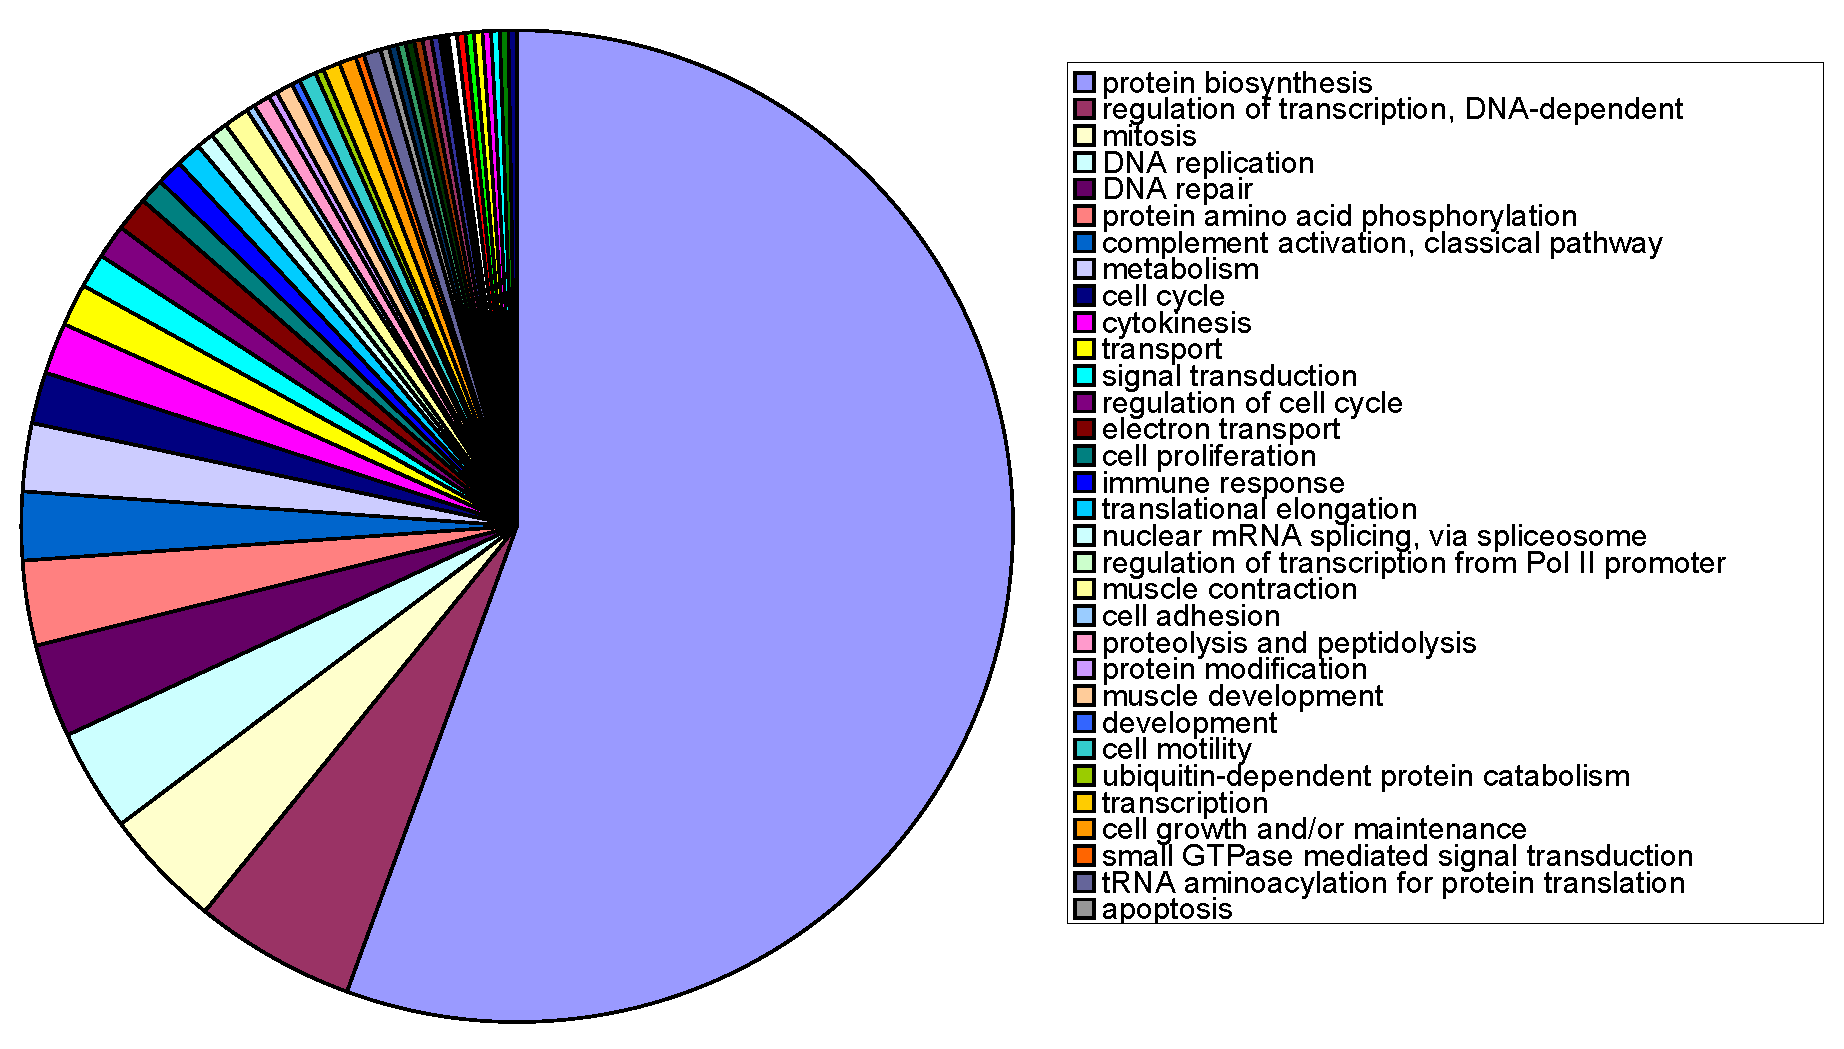 protein biosynthesis
regulation of transcription, DNA-dependent
mitosis
DNA replication
DNA repair
protein amino acid phosphorylation
complement activation, classical pathway
metabolism
cell cycle
cytokinesis
transport
signal transduction
regulation of cell cycle
electron transport
cell proliferation
immune response
translational elongation
nuclear mRNA splicing, via spliceosome
regulation of transcription from Pol II promoter
muscle contraction
cell adhesion
proteolysis and peptidolysis
protein modification
muscle development
development
cell motility
ubiquitin-dependent protein catabolism
transcription
cell growth and/or maintenance
small GTPase mediated signal transduction
tRNA aminoacylation for protein translation
apoptosis